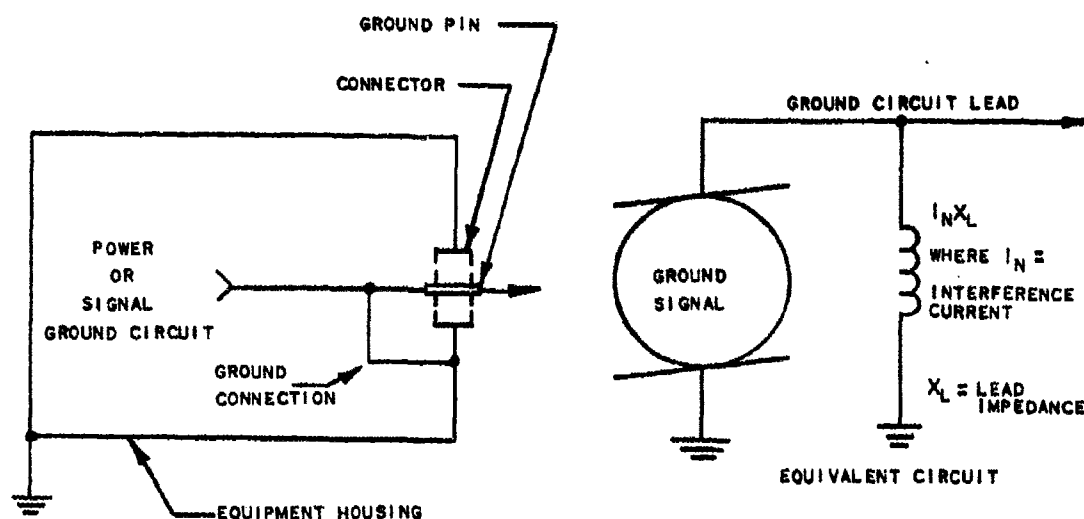 GROUND PIN
CONNECTOR
POWER
OR
SIGNAL
GROUND CIRCUIT
GROUND
CONNECTION
EQUIPMENT HOUSING
GROUND CIRCUIT LEAD
GROUND
SIGNAL
INXL
WHERE IN =
INTERFERENCE
CURRENT
XL = LEAD
IMPEDANCE
EQUIVALENT CIRCUIT